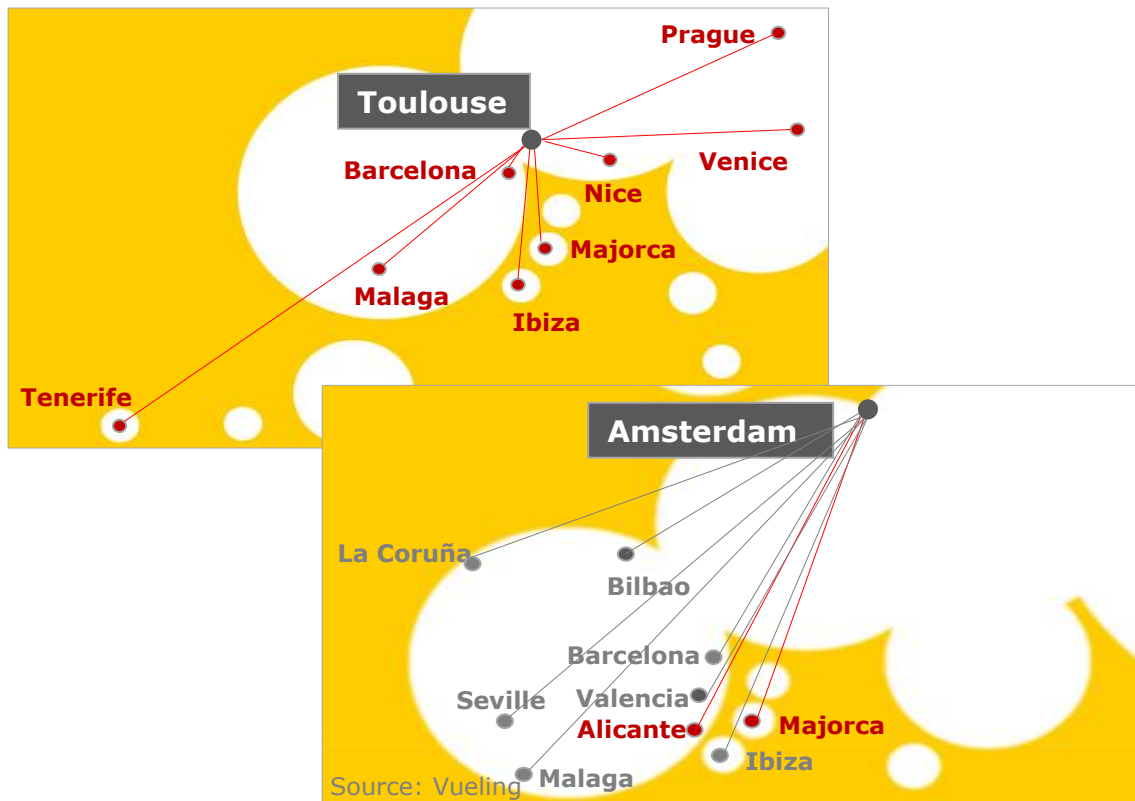 Prague
Toulouse
Venice
Barcelona
Nice
Majorca
Malaga
Ibiza
Tenerife
Amsterdam
La Coruña
Bilbao
Barcelona
Seville
Valencia
Alicante
Majorca
Ibiza
Malaga
Source: Vueling